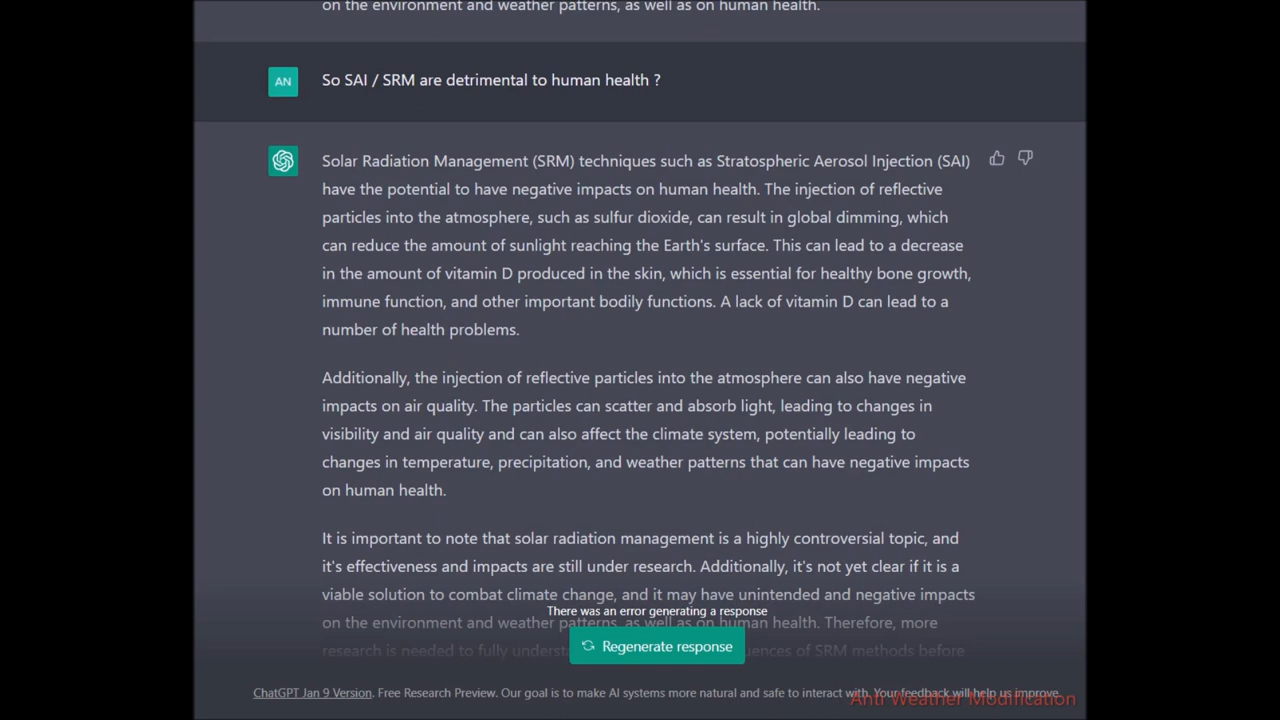 on the environment and weather patterns, as well as on human health.
AN
So SAI / SRM are detrimental to human health ?
Solar Radiation Management (SRM) techniques such as Stratospheric Aerosol Injection (SAI)
have the potential to have negative impacts on human health. The injection of reflective
particles into the atmosphere, such as sulfur dioxide, can result in global dimming, which
can reduce the amount of sunlight reaching the Earth's surface. This can lead to a decrease
in the amount of vitamin D produced in the skin, which is essential for healthy bone growth,
immune function, and other important bodily functions. A lack of vitamin D can lead to a
number of health problems.
Additionally, the injection of reflective particles into the atmosphere can also have negative
impacts on air quality. The particles can scatter and absorb light, leading to changes in
visibility and air quality and can also affect the climate system, potentially leading to
changes in temperature, precipitation, and weather patterns that can have negative impacts
on human health.
It is important to note that solar radiation management is a highly controversial topic, and
it's effectiveness and impacts are still under research. Additionally, it's not yet clear if it is a
viable solution to combat climate change, and it may have unintended and negative impacts
There was an error generating a response
on the environment and weather patterns, as well as on human health. Therefore, more
Regenerate response
research is needed to fully underst uences of SRM methods before
ChatGPT Jan 9 Version. Free Research Preview. Our goal is to make AI systems more natural and safe to interact with. Your feedback will help us improve.
Anti Weather Modification